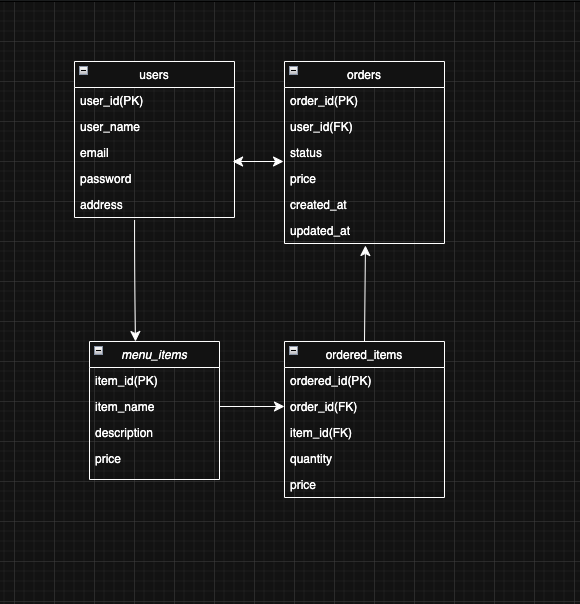 users
user_id(PK)
user_name
email
password
address
orders
order_id(PK)
user_id(FK)
status
price
created_at
updated_at
menu_items
item_id(PK)
item_name
description
price
ordered_items
ordered_id(PK)
order_id(FK)
item_id(FK)
quantity
price